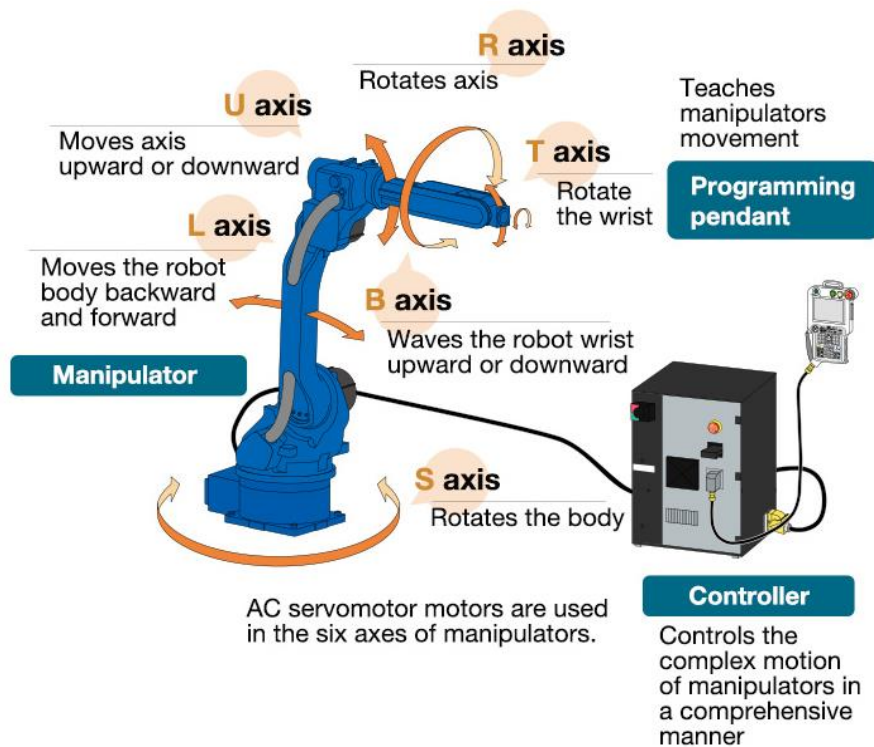 R axis
Rotates axis
U axis
Moves axis
upward or downward
Teaches
manipulators
movement
Programming
pendant
T axis
Rotate
the wrist
L axis
Moves the robot
body backward
and forward
B axis
Waves the robot wrist
upward or downward
Manipulator
S axis
Rotates the body
AC servomotor motors are used
in the six axes of manipulators.
Controller
Controls the
complex motion
of manipulators in
a comprehensive
manner